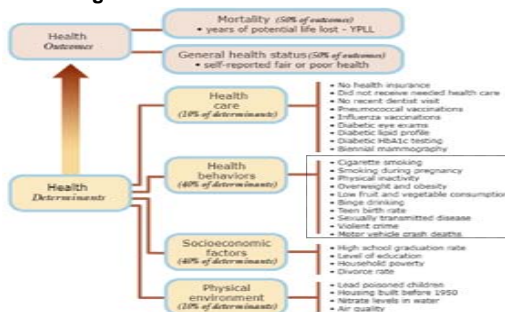 Health
Outcomes
Mortality (50% of outcomes)
• years of potential life lost - YPLL
General health status (50% of outcomes)
• self-reported fair or poor health
Health
care
(10% of determinants)
• No health insurance
• Did not receive needed health care
• No recent dentist visit
• Pneumococcal vaccinations
• Influenza vaccinations
• Diabetic eye exams
• Diabetic lipid profile
• Diabetic HbA1c testing
• Biennial mammography
Health
behaviors
(40% of determinants)
• Cigarette smoking
• Smoking during pregnancy
• Physical inactivity
• Overweight and obesity
• Low fruit and vegetable consumption
• Binge drinking
• Teen birth rate
• Sexually transmitted disease
• Violent crime
• Motor vehicle crash deaths
Health
Determinants
Socioeconomic
factors
(40% of determinants)
• High school graduation rate
• Level of education
• Household poverty
• Divorce rate
Physical
environment
(10% of determinants)
• Lead poisoned children
• Housing built before 1950
• Nitrate levels in water
• Air quality